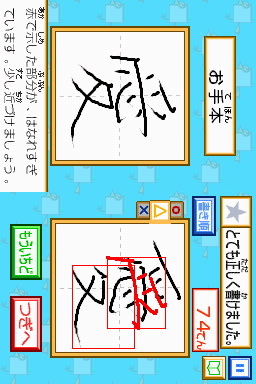 お手本
赤で示した部分が、はなれすぎ
ています。少し近づけましょう。
とても正しく書けました。
書き順
74てん
もういちど
つぎへ